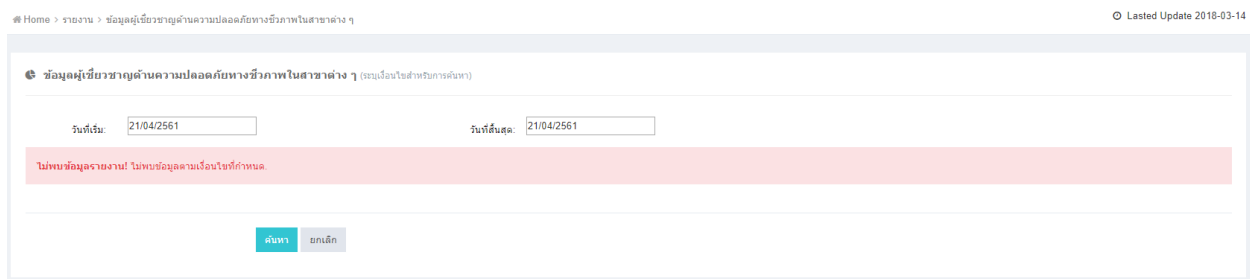 Home > รายงาน > ข้อมูลผู้เชี่ยวชาญด้านความปลอดภัยทางชีวภาพในสาขาต่าง ๆ
Lasted Update 2018-03-14
ข้อมูลผู้เชี่ยวชาญด้านความปลอดภัยทางชีวภาพในสาขาต่าง ๆ (ระบุเงื่อนไขสำหรับการค้นหา)
วันที่เริ่ม: 21/04/2561 วันที่สิ้นสุด: 21/04/2561
ไม่พบข้อมูลรายงาน! ไม่พบข้อมูลตามเงื่อนไขที่กำหนด.
ค้นหา ยกเลิก